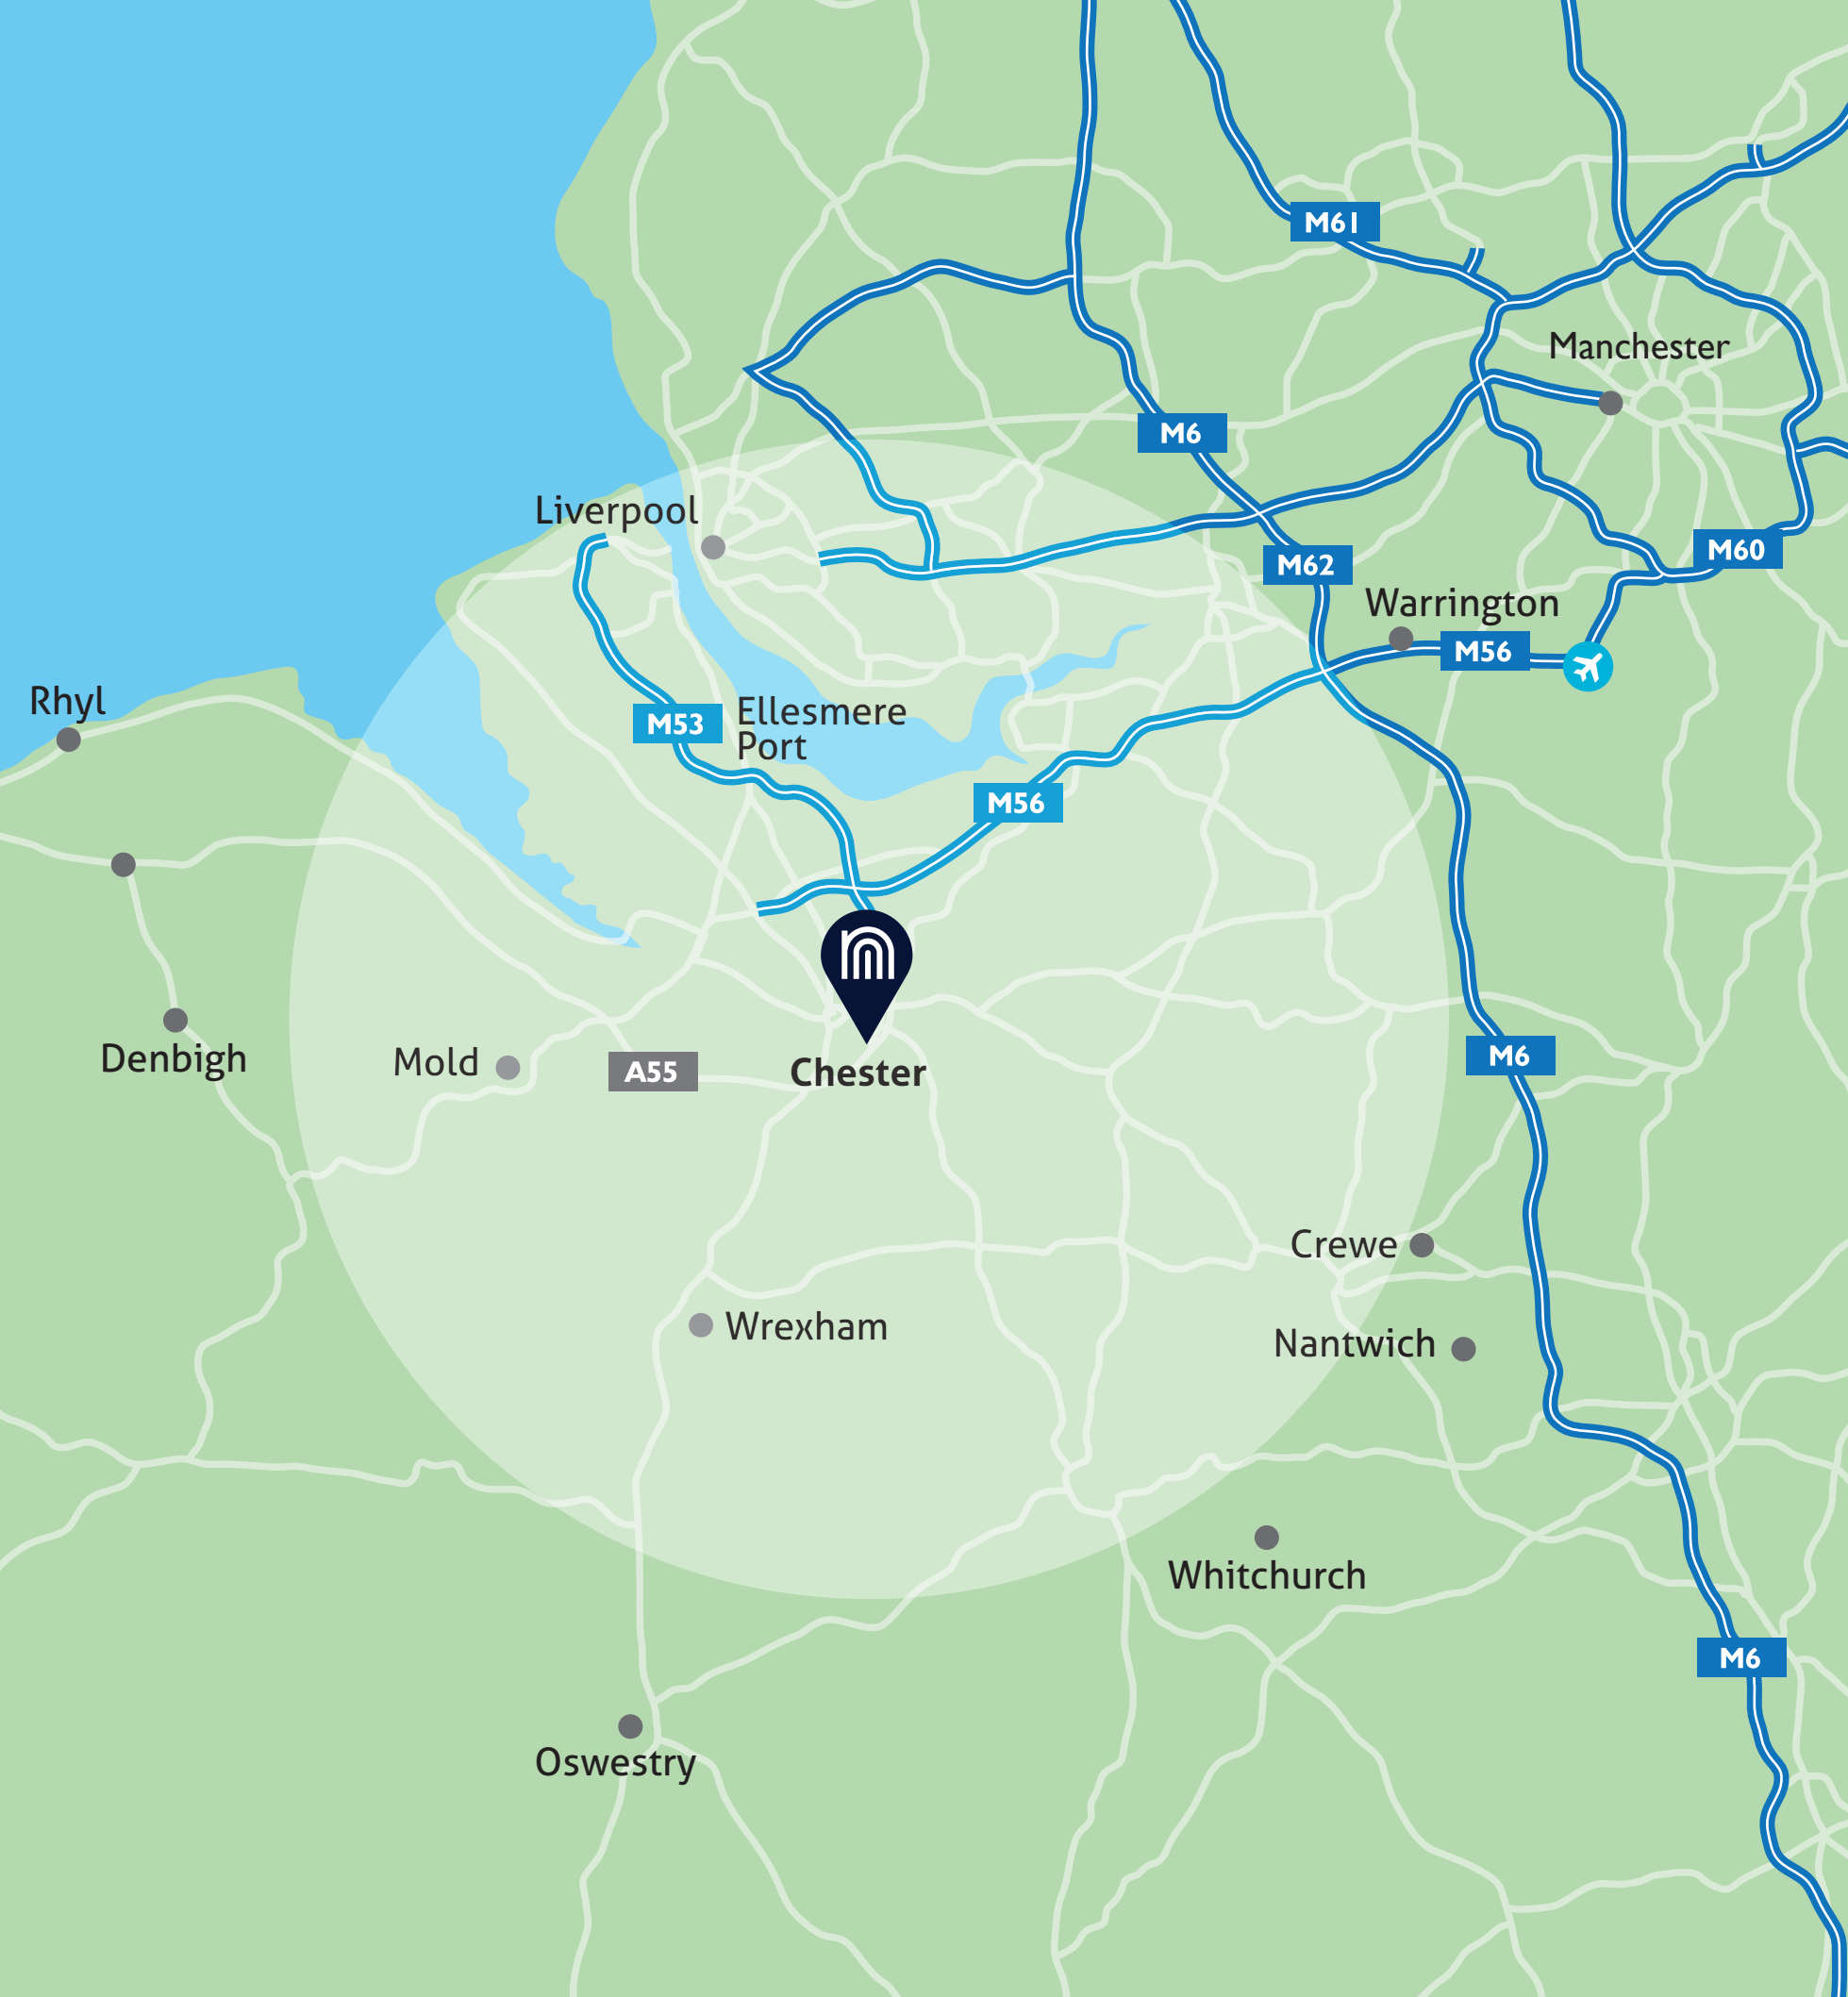 M61
Manchester
M6
Liverpool
M60
M62
Warrington
M56
Rhyl
Ellesmere
Port
M53
M56
M6
Denbigh
Mold
A55
Chester
Crewe
Wrexham
Nantwich
Whitchurch
M6
Oswestry